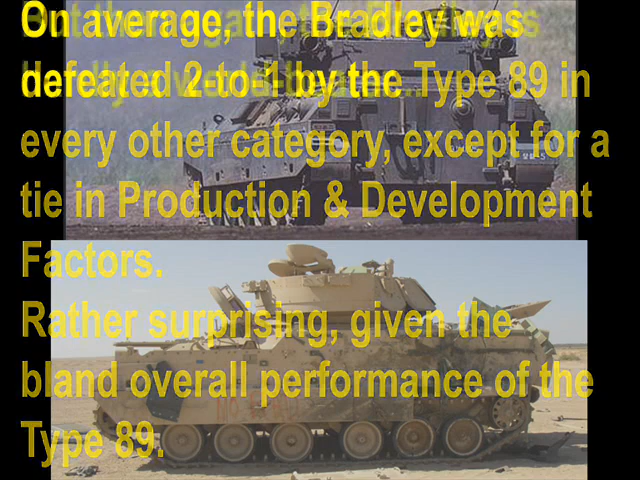 On average, the Bradley was
defeated 2-to-1 by the Type 89 in
every other category, except for a
tie in Production & Development
Factors.
Rather surprising, given the
bland overall performance of the
Type 89.